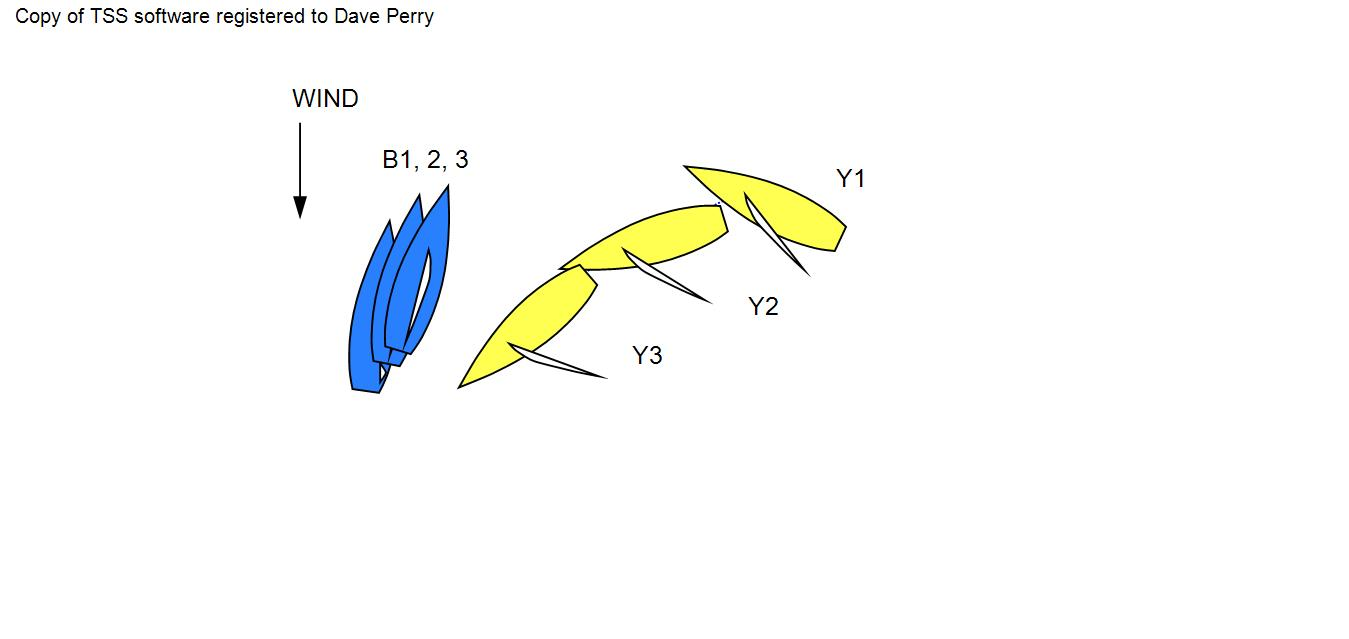 Copy of TSS software registered to Dave Perry
WIND
B1, 2, 3
Y1
Y2
Y3